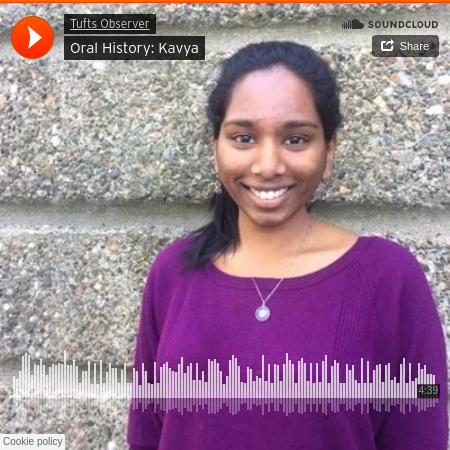 Tufts Observer
SOUNDCLOUD
Oral History: Kavya
Share
4:39
Cookie policy